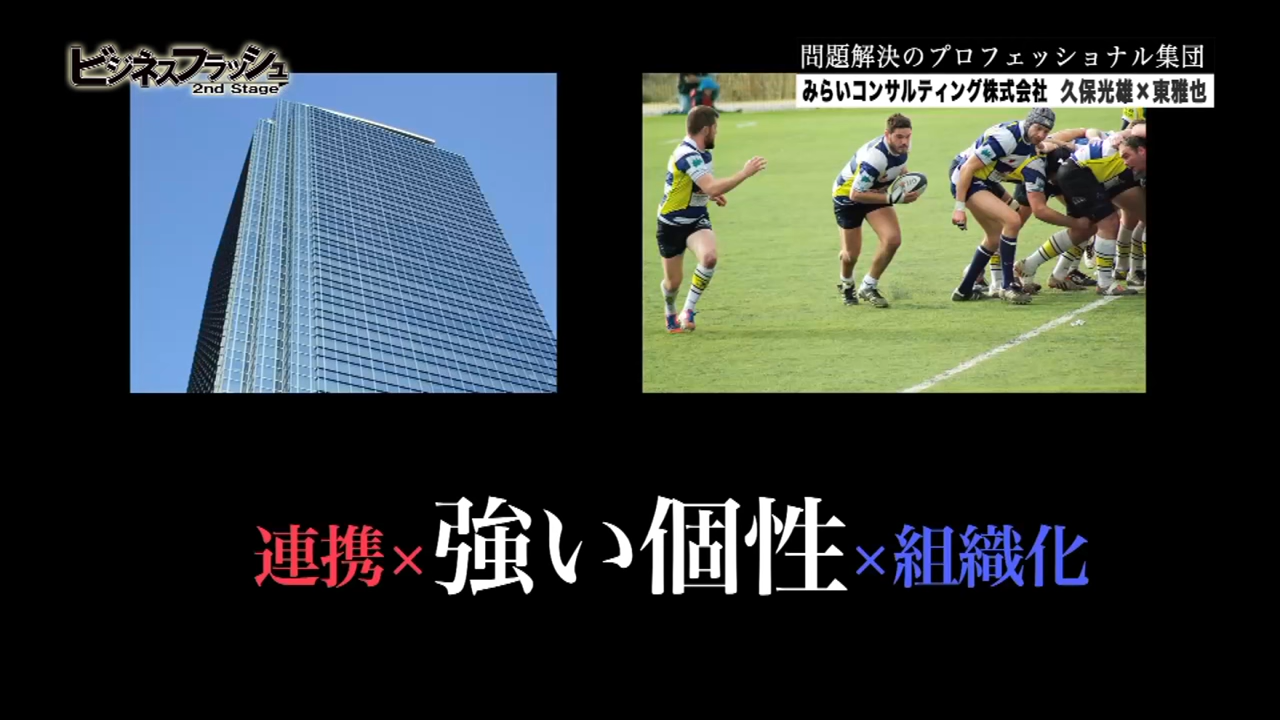 ビジネスフラッシュ
2nd Stage
問題解決のプロフェッショナル集団
みらいコンサルティング株式会社 久保光雄×東雅也
連携×強い個性×組織化